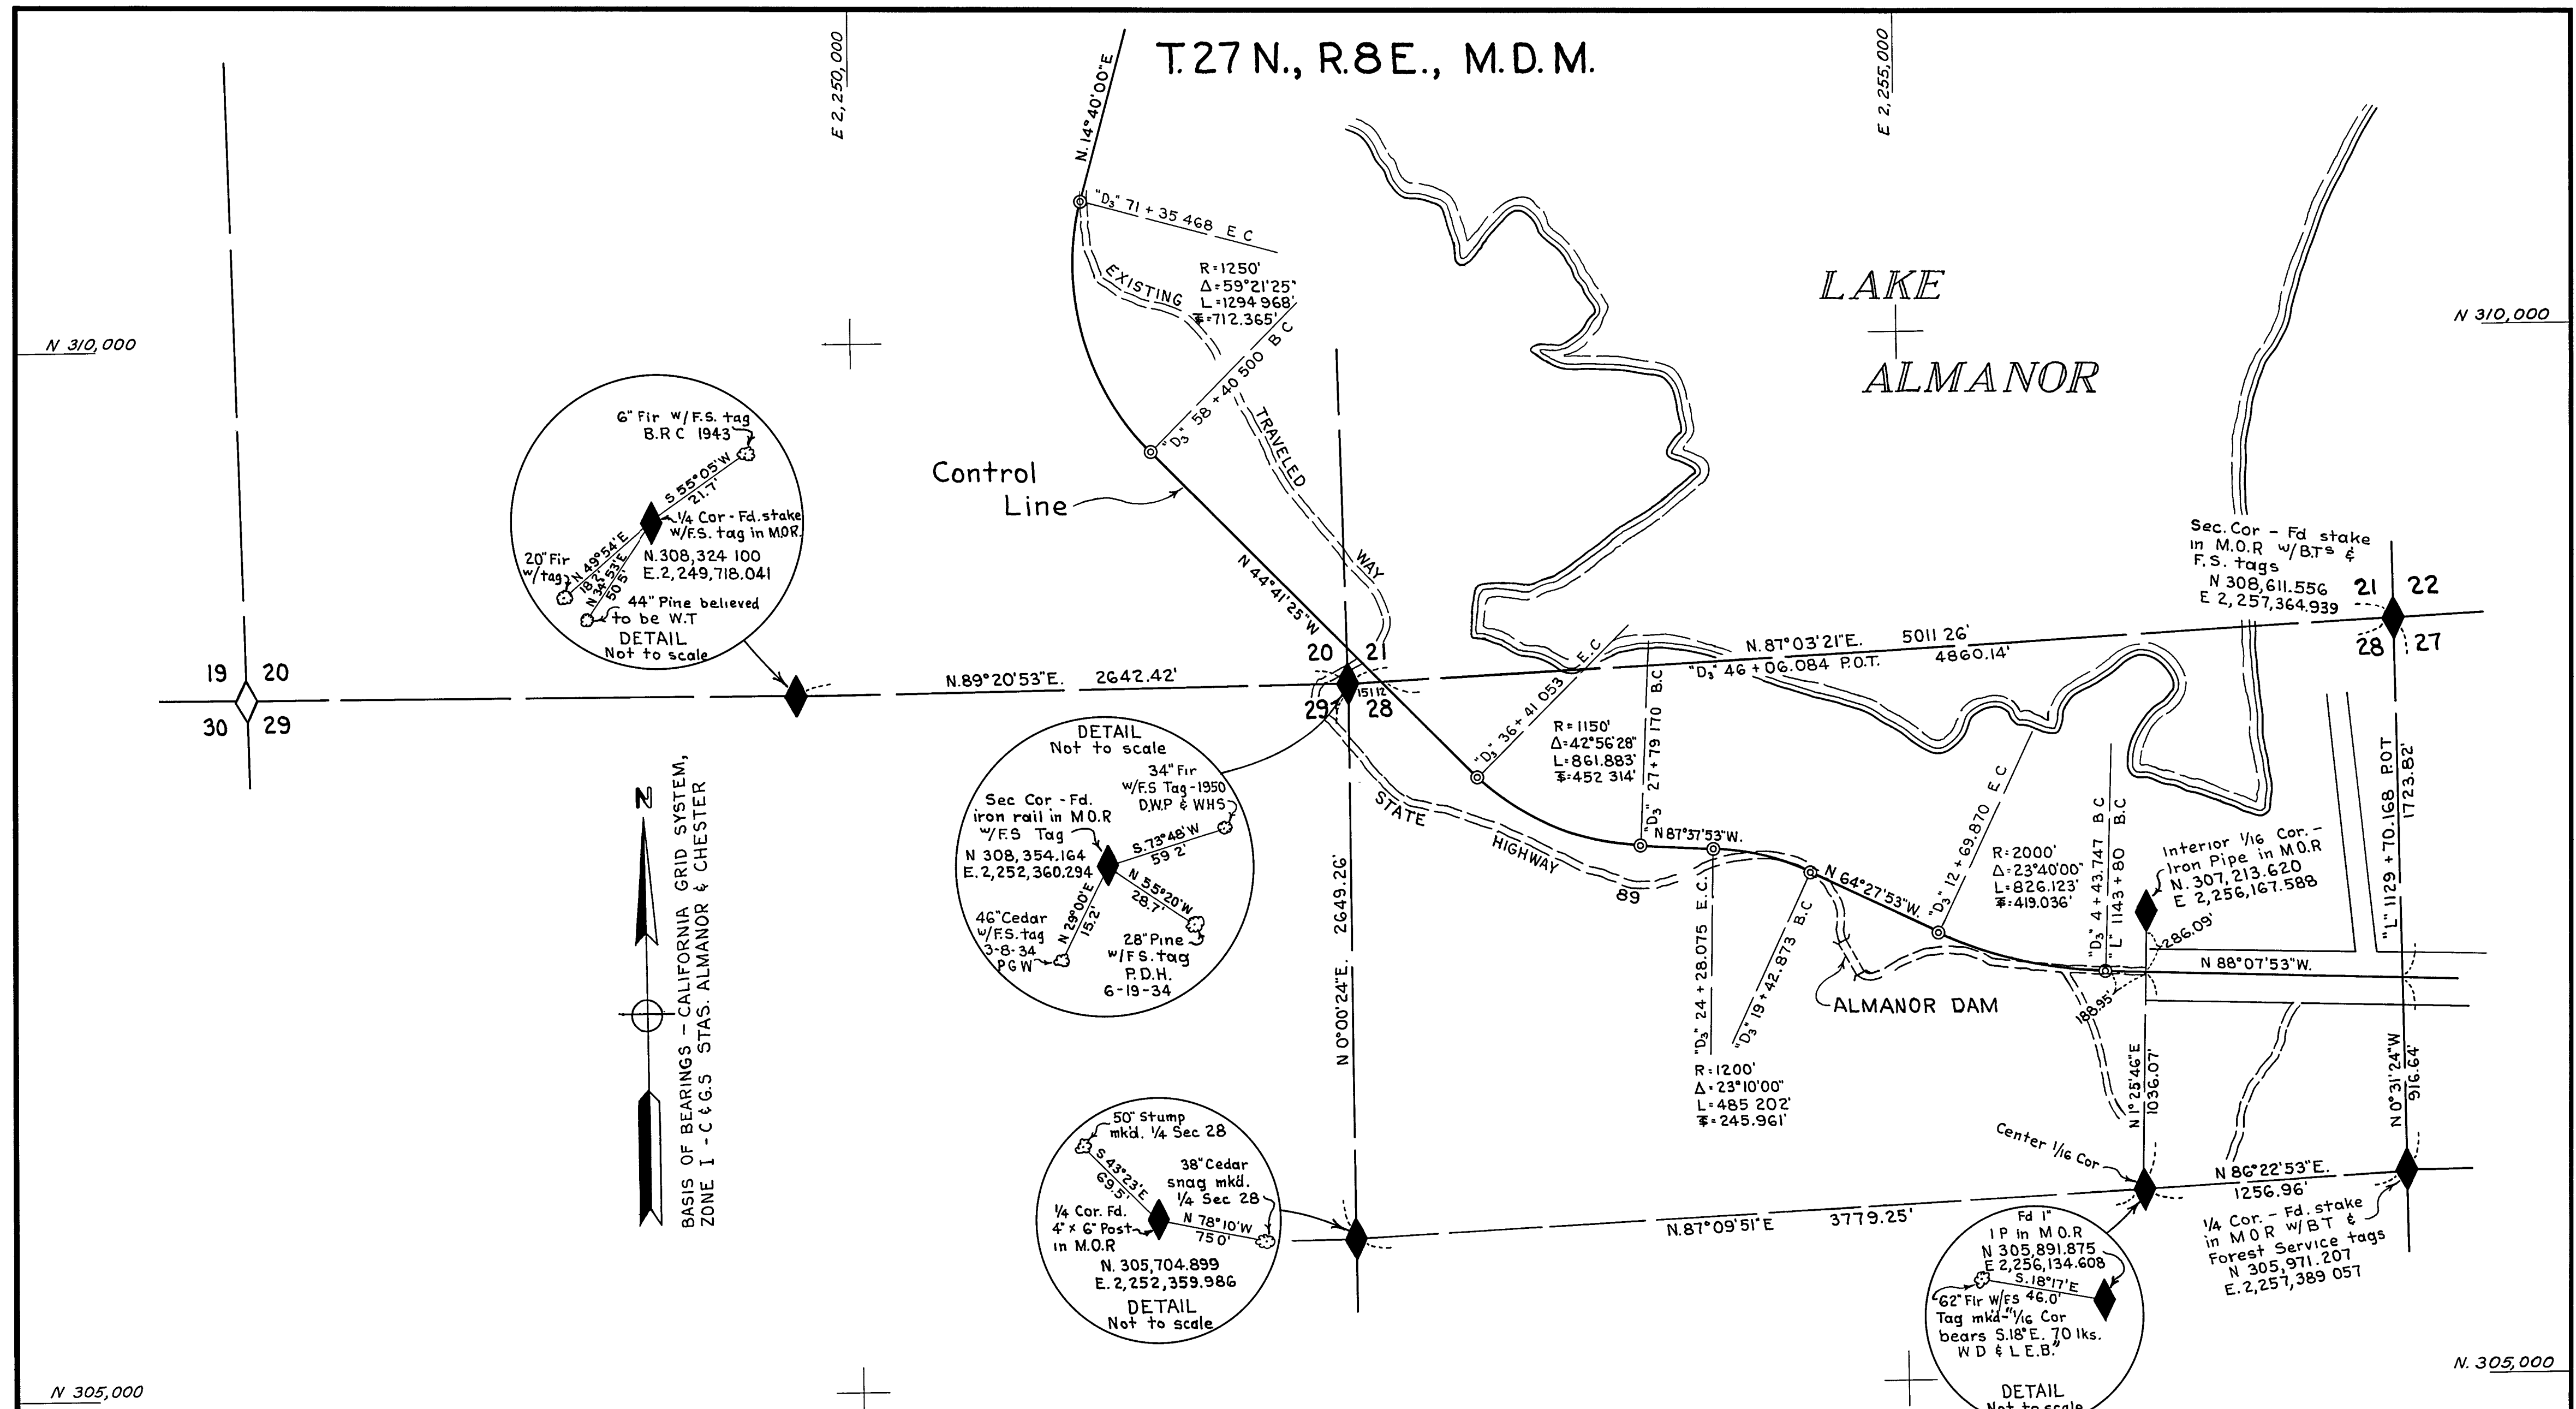 T. 27 N., R. 8 E., M. D. M.
E 2,250,000
E 2,255,000
N 310,000
N 310,000
N 305,000
N. 305,000
LAKE
ALMANOR
N. 14°40'00"E
"D₃" 71 + 35 468 E C
EXISTING
TRAVELED
WAY
R=1250'
Δ=59°21'25"
L=1294 968'
T=712.365'
"D₃" 58 + 40 500 B C
Control
Line
N 44°41'25"W
6" Fir w/F.S. tag
B.R C 1943
S 55°05'W
21.7'
1/4 Cor - Fd. stake
w/F.S. tag in M.O.R.
N.308,324 100
E.2,249,718.041
20" Fir
w/tag
N 49°54'E
18.2'
N 34°53'E
50 5'
44" Pine believed
to be W.T
DETAIL
Not to scale
19 20
30 29
N.89°20'53"E. 2642.42'
20 21
29 28
151 12
N. 87°03'21"E. 5011 26'
"D₃" 46 + 06.084 P.O.T. 4860.14'
Sec. Cor - Fd stake
in M.O.R w/B.Tˢ &
F.S. tags
N 308,611.556
E 2,257,364.939
21 22
28 27
DETAIL
Not to scale
34" Fir
w/F.S Tag-1950
D.W.P & WHS
Sec Cor - Fd.
iron rail in M.O.R
w/F.S Tag
N 308,354.164
E. 2,252,360.294
S. 73°48'W
59 2'
N 55°20'W
28.7'
N 29°00'E
15.2'
46" Cedar
w/F.S. tag
3-8-34
P G W
28" Pine
w/F S. tag
P. D. H.
6-19-34
STATE
HIGHWAY
89
"D₃" 36 + 41 053 E. C
R=1150'
Δ=42°56'28"
L=861.883'
T=452 314'
"D₃" 27 + 79 170 B.C
N 87°37'53"W.
"D₃" 24 + 28.075 E.C.
"D₃" 19 + 42.873 B.C
R=1200'
Δ=23°10'00"
L=485 202'
T=245.961'
N 64°27'53"W.
"D₃" 12 + 69.870 E C
R=2000'
Δ=23°40'00"
L=826.123'
T=419.036'
"D₃" 4 + 43.747 B C
"L" 1143 + 80 B.C
Interior 1/16 Cor. -
Iron Pipe in M.O.R
N. 307, 213.620
E 2,256,167.588
286.09'
188.95'
N 88°07'53"W.
"L" 1129 + 70.168 P.O.T
1723.82'
ALMANOR DAM
N 0°00'24"E. 2649.26'
N 1°25'46"E
1036.07'
N 0°31'24"W
916.64'
Center 1/16 Cor
N 86°22'53"E.
1256.96'
N.87°09'51"E 3779.25'
1/4 Cor. - Fd. stake
in M O R w/B T &
Forest Service tags
N 305,971.207
E. 2,257,389 057
N
BASIS OF BEARINGS - CALIFORNIA GRID SYSTEM,
ZONE I - C & G.S STAS. ALMANOR & CHESTER
50" Stump
mkd. 1/4 Sec 28
S 43°23'E
69.5'
38" Cedar
snag mkd.
1/4 Sec 28
1/4 Cor. Fd.
4" x 6" Post
in M.O.R
N 78°10'W
75 0'
N. 305,704.899
E. 2,252,359.986
DETAIL
Not to scale
Fd 1"
I P In M O.R
N 305,891.875
E 2,256,134.608
S. 18°17'E
46.0'
62" Fir w/F S
Tag mkd-"1/16 Cor
bears S.18°E. 70 lks.
W D & L E.B."
DETAIL
Not to scale